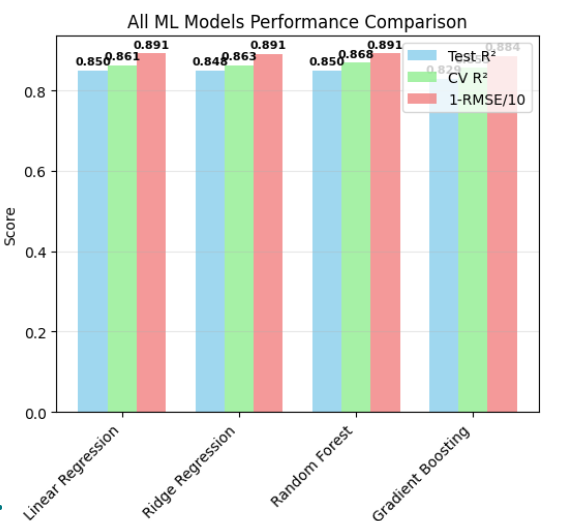 All ML Models Performance Comparison
Score
0.8
0.6
0.4
0.2
0.0
0.850 0.861 0.891
0.848 0.863 0.891
0.850 0.868 0.891
0.829 0.884
Test R²
CV R²
1-RMSE/10
Linear Regression
Ridge Regression
Random Forest
Gradient Boosting